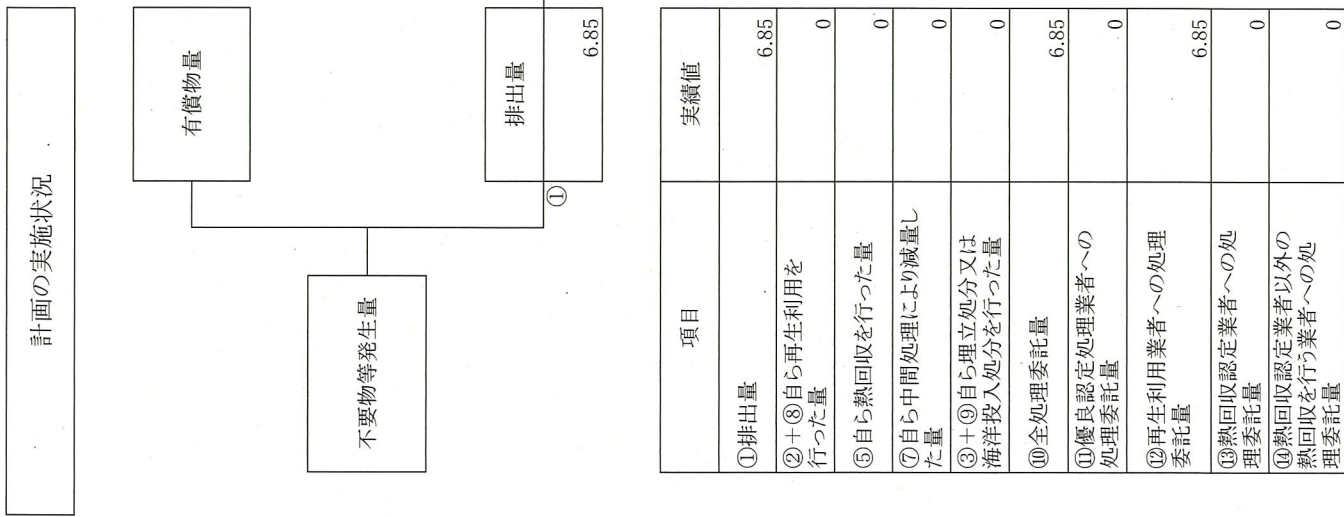 計画の実施状況
有償物量
不要物等発生量
①
排出量
6.85
項目
実績値
①排出量
6.85
②+⑧自ら再生利用を
行った量
0
⑤自ら熱回収を行った量
0
⑦自ら中間処理により減量し
た量
0
③+⑨自ら埋立処分又は
海洋投入処分を行った量
0
⑩全処理委託量
6.85
⑪優良認定処理業者への
処理委託量
0
⑫再生利用業者への処理
委託量
6.85
⑬熱回収認定業者への処
理委託量
0
⑭熱回収認定業者以外の
熱回収を行う業者への処
理委託量
0